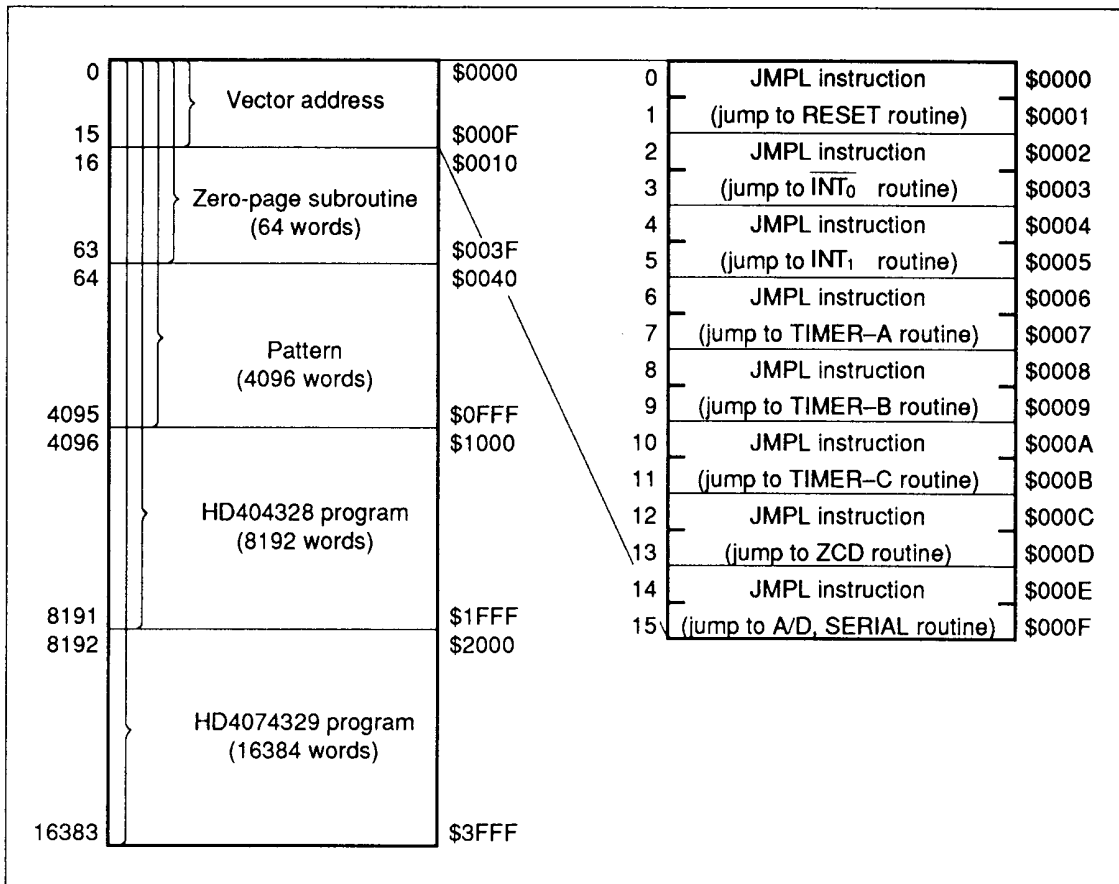 0 $0000
Vector address
15 $000F
16 $0010
Zero-page subroutine
(64 words)
63 $003F
64 $0040
Pattern
(4096 words)
4095 $0FFF
4096 $1000
HD404328 program
(8192 words)
8191 $1FFF
8192 $2000
HD4074329 program
(16384 words)
16383 $3FFF
0 JMPL instruction $0000
1 (jump to RESET routine) $0001
2 JMPL instruction $0002
3 (jump to INT₀ routine) $0003
4 JMPL instruction $0004
5 (jump to INT₁ routine) $0005
6 JMPL instruction $0006
7 (jump to TIMER–A routine) $0007
8 JMPL instruction $0008
9 (jump to TIMER–B routine) $0009
10 JMPL instruction $000A
11 (jump to TIMER–C routine) $000B
12 JMPL instruction $000C
13 (jump to ZCD routine) $000D
14 JMPL instruction $000E
15 (jump to A/D, SERIAL routine) $000F